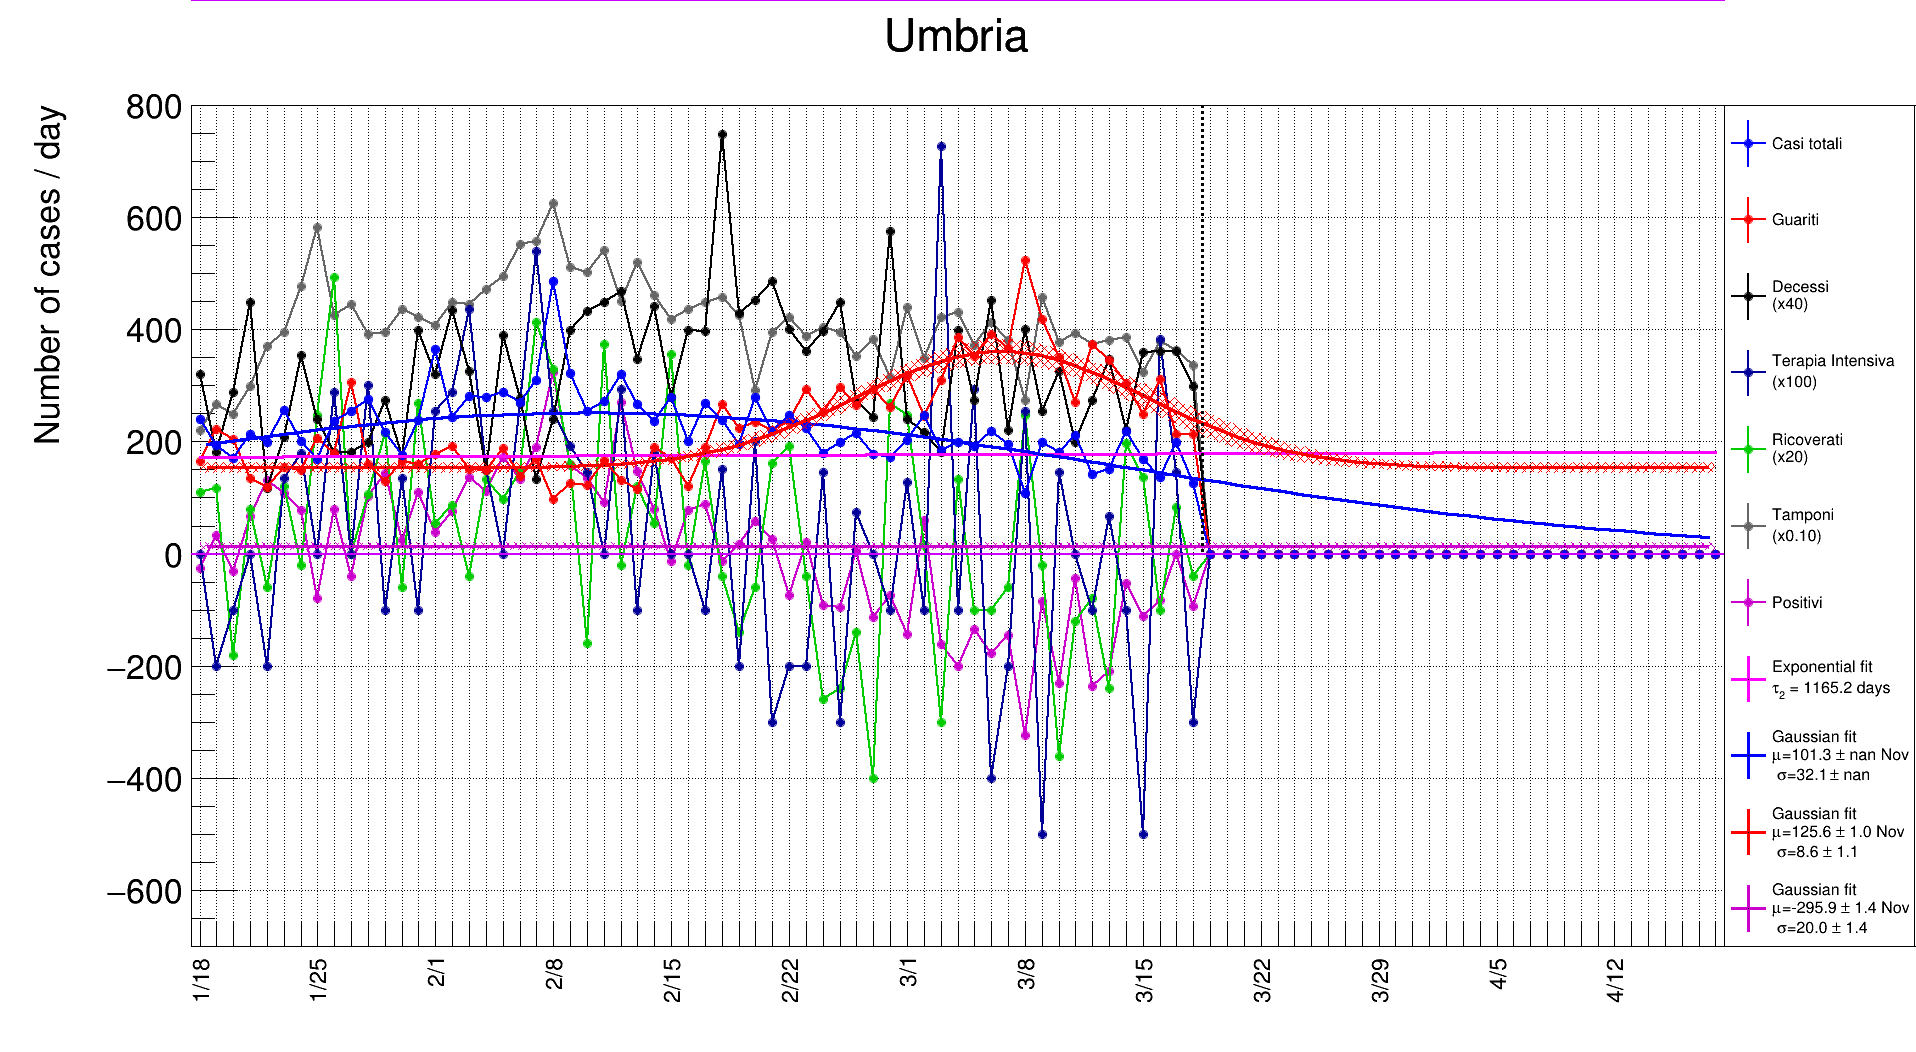 Umbria
Number of cases / day
800
600
400
200
0
−200
−400
−600
1/18
1/25
2/1
2/8
2/15
2/22
3/1
3/8
3/15
3/22
3/29
4/5
4/12
Casi totali
Guariti
Decessi
(x40)
Terapia Intensiva
(x100)
Ricoverati
(x20)
Tamponi
(x0.10)
Positivi
Exponential fit
τ2 = 1165.2 days
Gaussian fit
μ=101.3 ± nan Nov
σ=32.1 ± nan
Gaussian fit
μ=125.6 ± 1.0 Nov
σ=8.6 ± 1.1
Gaussian fit
μ=-295.9 ± 1.4 Nov
σ=20.0 ± 1.4